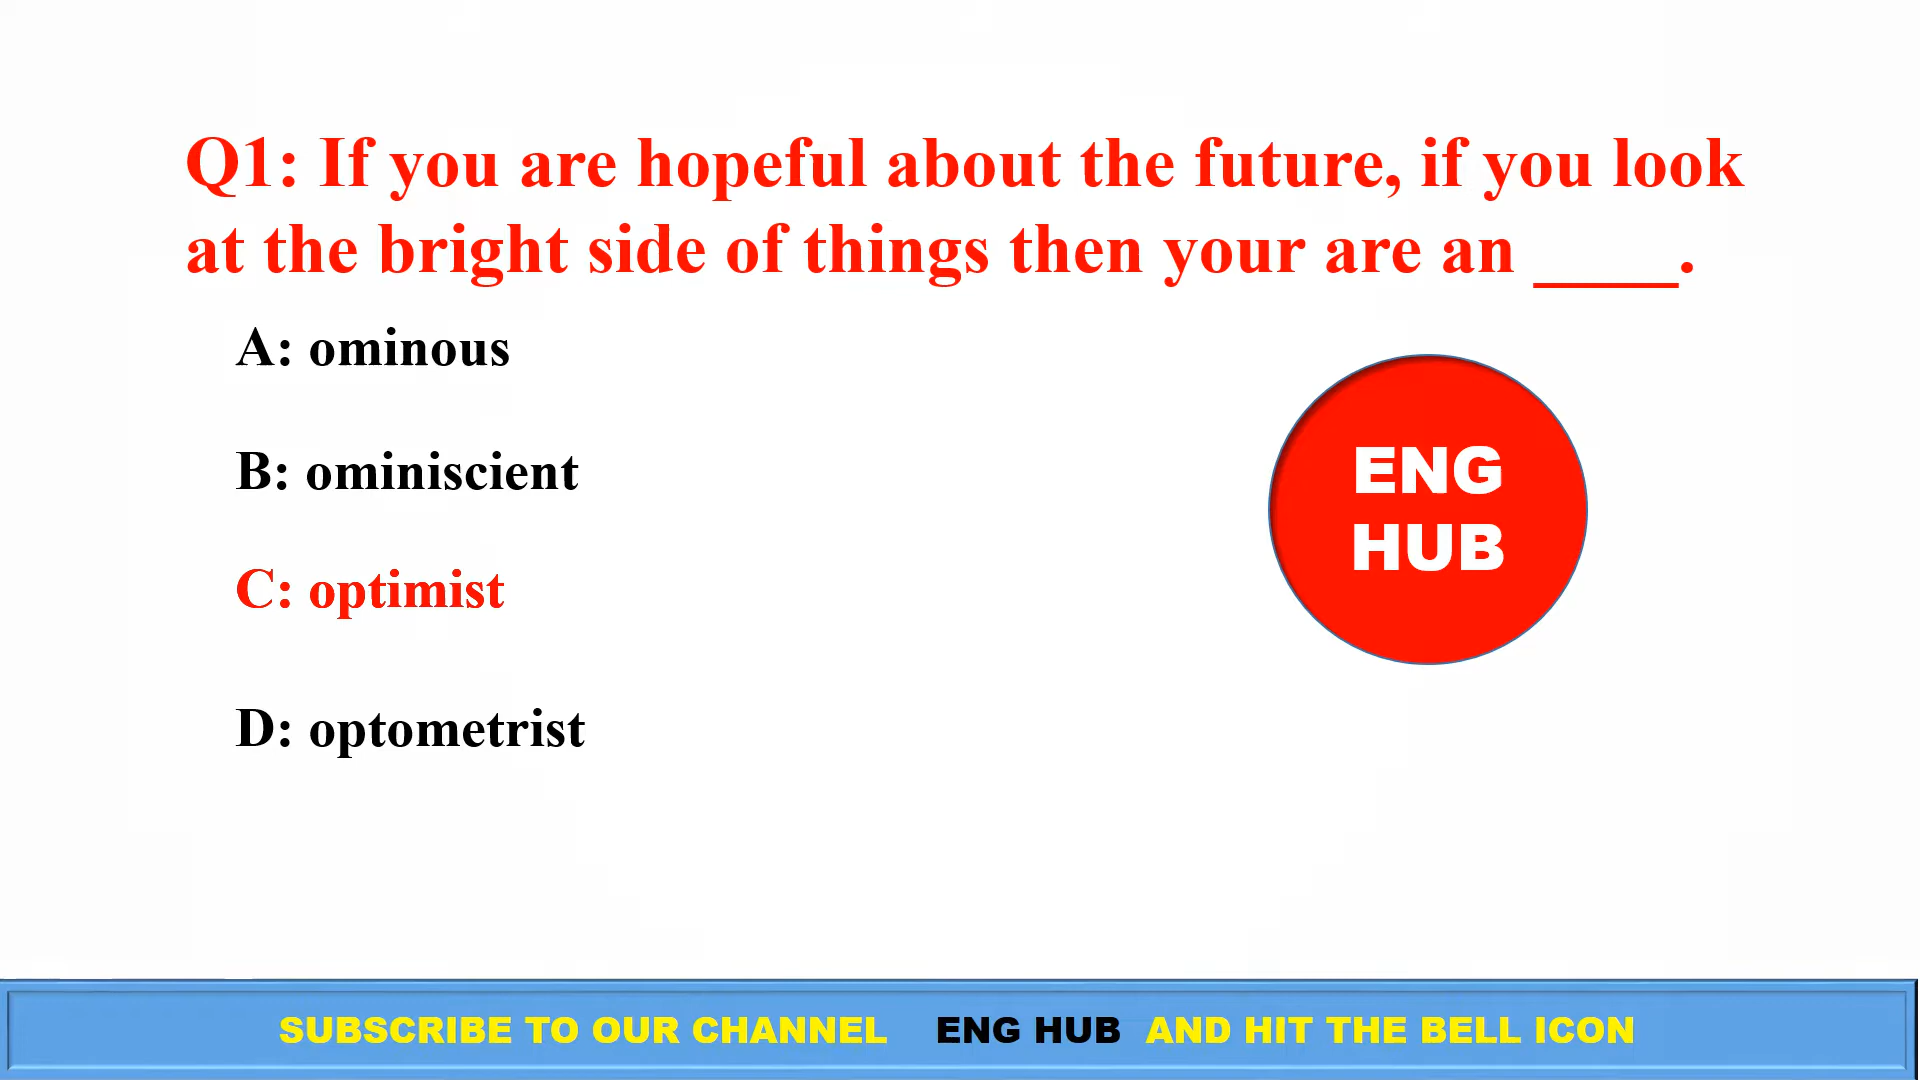 Q1: If you are hopeful about the future, if you look
at the bright side of things then your are an ____.
A: ominous
B: ominiscient
C: optimist
D: optometrist
ENG
HUB
SUBSCRIBE TO OUR CHANNEL ENG HUB AND HIT THE BELL ICON